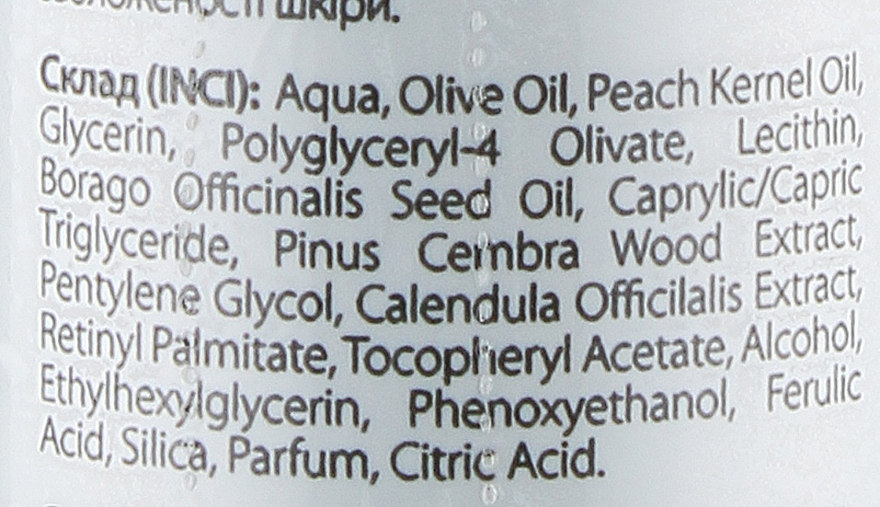 шкіри.
Склад (INCI): Aqua, Olive Oil, Peach Kernel Oil,
Glycerin, Polyglyceryl-4 Olivate, Lecithin,
Borago Officinalis Seed Oil, Caprylic/Capric
Triglyceride, Pinus Cembra Wood Extract,
Pentylene Glycol, Calendula Officilalis Extract,
Retinyl Palmitate, Tocopheryl Acetate, Alcohol,
Ethylhexylglycerin, Phenoxyethanol, Ferulic
Acid, Silica, Parfum, Citric Acid.